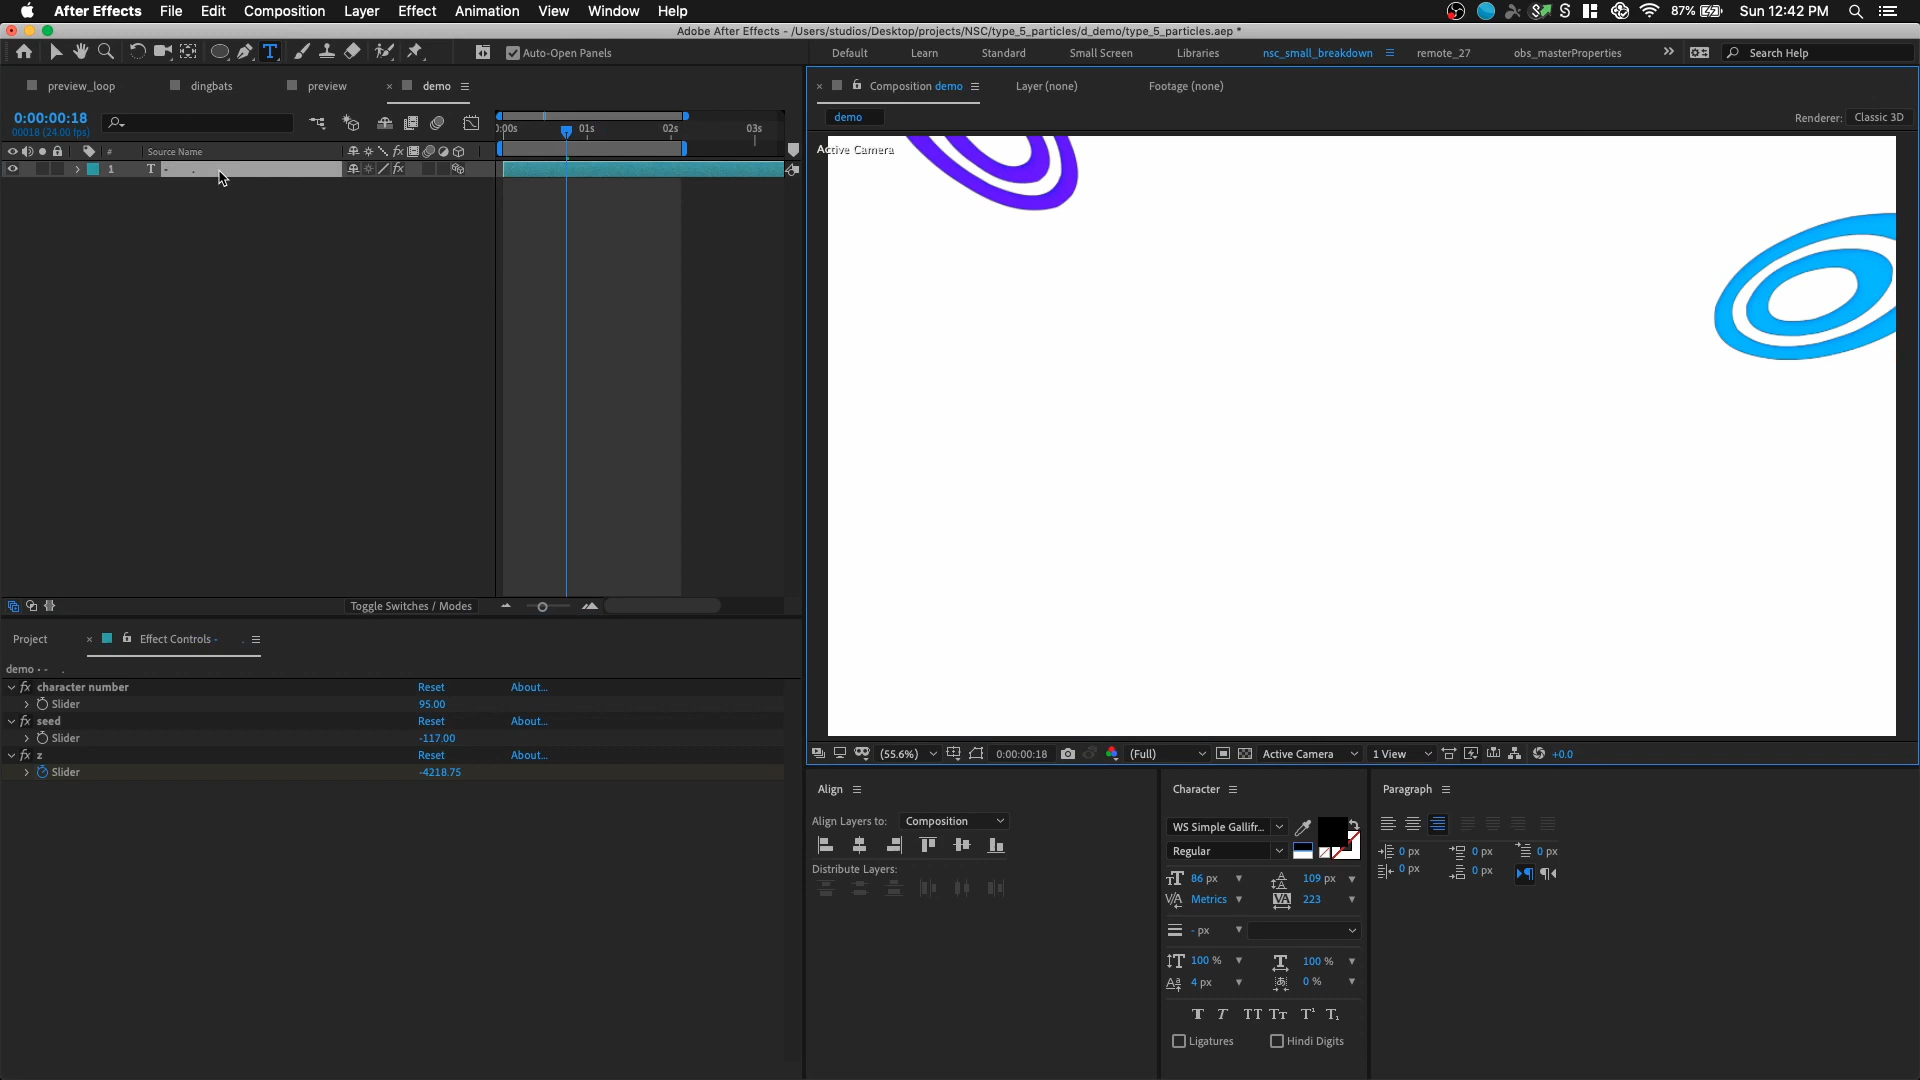 After Effects File Edit Composition Layer Effect Animation View Window Help 87% Sun 12:42 PM
Adobe After Effects - /Users/studios/Desktop/projects/NSC/type_5_particles/d_demo/type_5_particles.aep *
Auto-Open Panels Default Learn Standard Small Screen Libraries nsc_small_breakdown remote_27 obs_masterProperties Search Help
preview_loop dingbats preview demo
Composition demo Layer (none) Footage (none)
0:00:00:18
00018 (24.00 fps)
demo Renderer: Classic 3D
01s 02s 03s
# Source Name
Active Camera
1 T - .
Toggle Switches / Modes
Project Effect Controls - .
demo • - .
character number Reset About...
Slider 95.00
seed Reset About...
Slider -117.00
z Reset About...
Slider -4218.75
(55.6%) 0:00:00:18 (Full) Active Camera 1 View +0.0
Align
Align Layers to: Composition
Distribute Layers:
Character
WS Simple Gallifr...
Regular
86 px 109 px
Metrics 223
- px
100 % 100 %
4 px 0 %
T T TT Tt T¹ T₁
Ligatures Hindi Digits
Paragraph
0 px 0 px 0 px
0 px 0 px